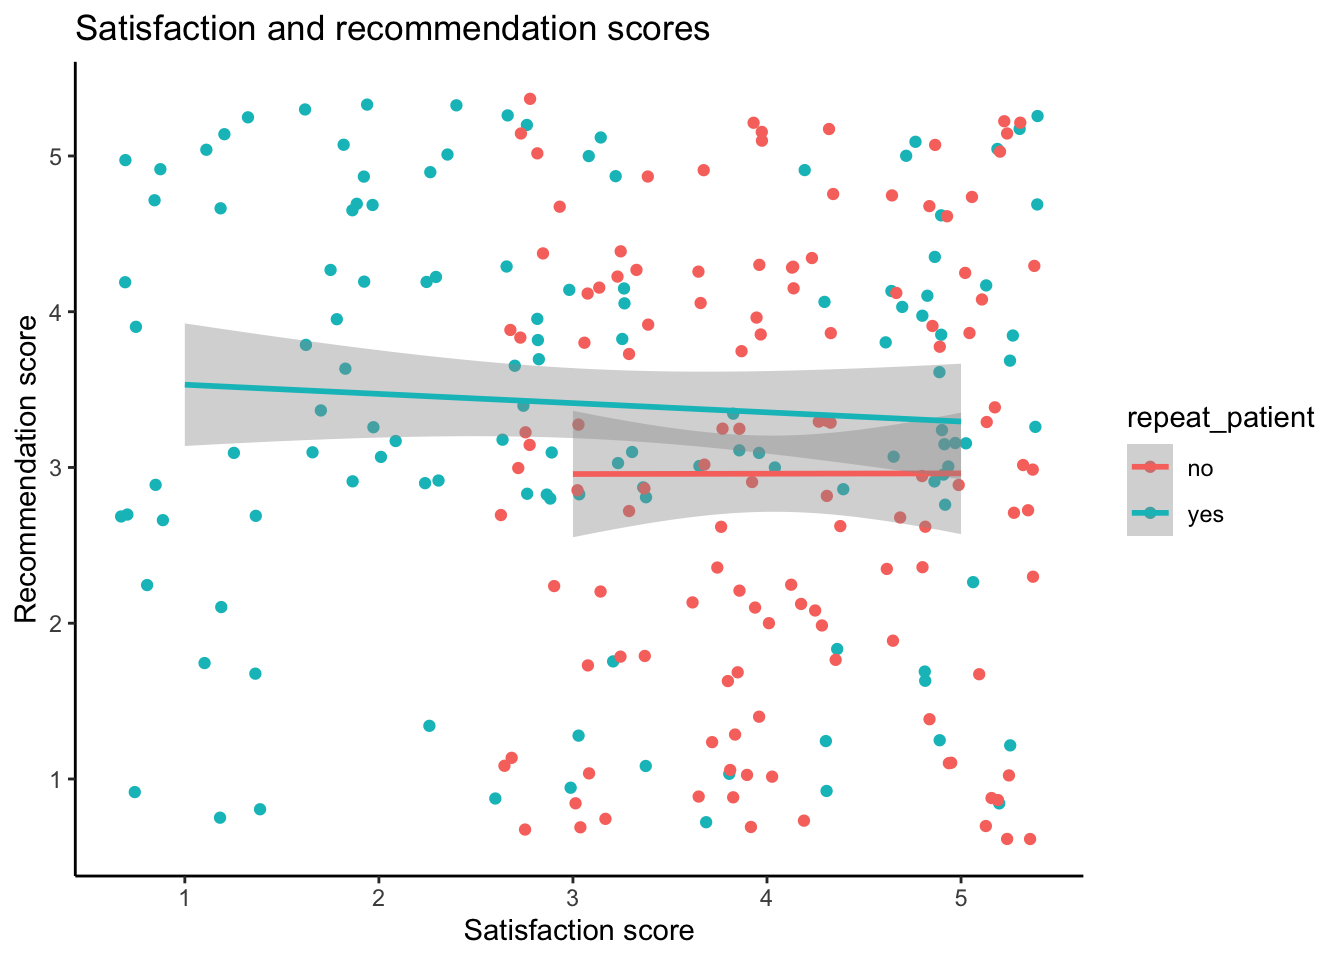 Satisfaction and recommendation scores
Recommendation score
5
4
3
2
1
1 2 3 4 5
Satisfaction score
repeat_patient
no
yes